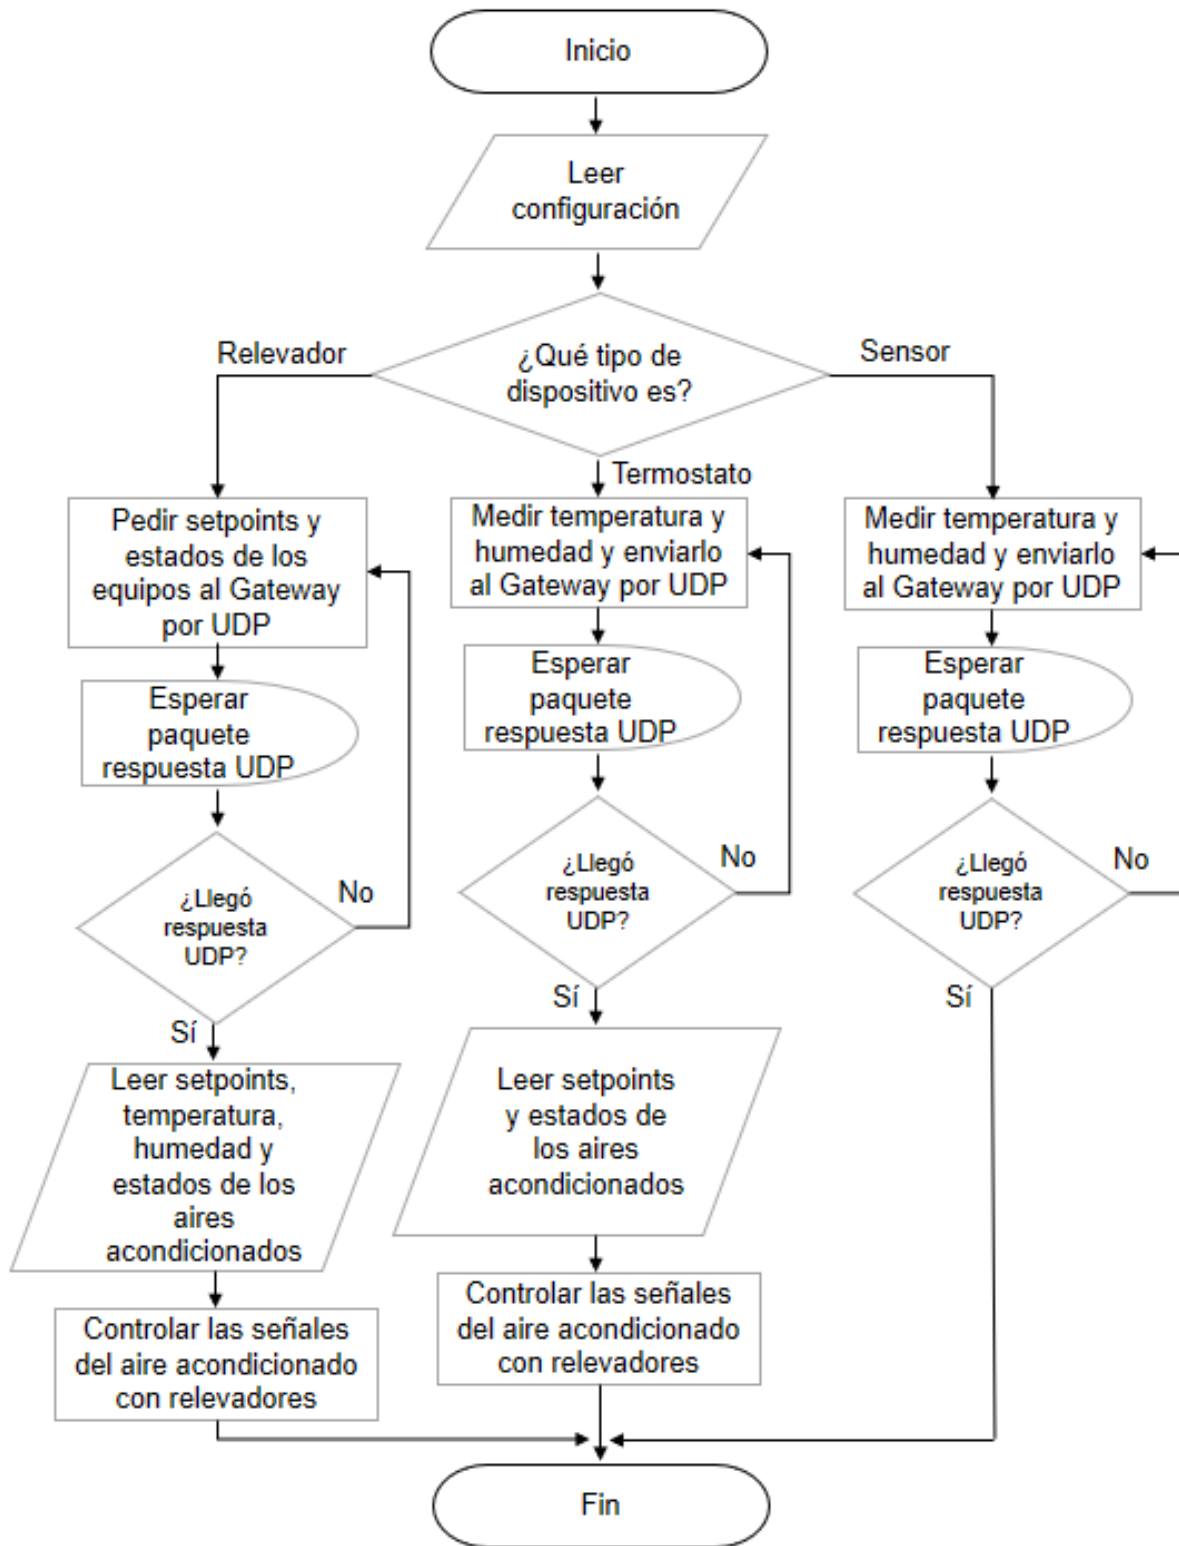 Inicio
Leer
configuración
¿Qué tipo de
dispositivo es?
Relevador
Sensor
Termostato
Pedir setpoints y
estados de los
equipos al Gateway
por UDP
Esperar
paquete
respuesta UDP
¿Llegó
respuesta
UDP?
No
Sí
Leer setpoints,
temperatura,
humedad y
estados de los
aires
acondicionados
Controlar las señales
del aire acondicionado
con relevadores
Medir temperatura y
humedad y enviarlo
al Gateway por UDP
Esperar
paquete
respuesta UDP
¿Llegó
respuesta
UDP?
No
Sí
Leer setpoints
y estados de
los aires
acondicionados
Controlar las señales
del aire acondicionado
con relevadores
Medir temperatura y
humedad y enviarlo
al Gateway por UDP
Esperar
paquete
respuesta UDP
¿Llegó
respuesta
UDP?
No
Sí
Fin